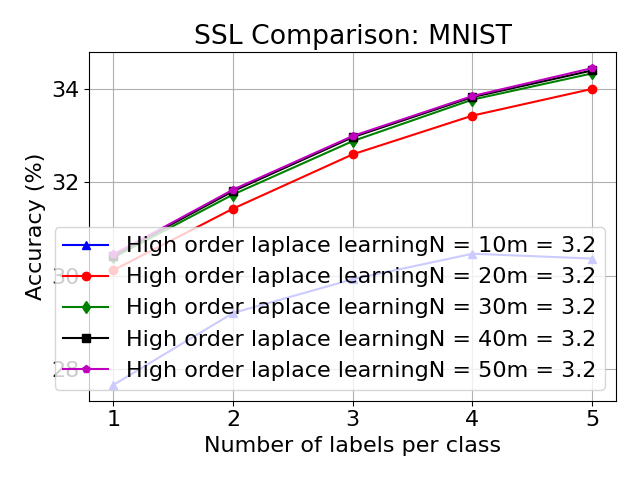 SSL Comparison: MNIST
Accuracy (%)
34
32
30
28
High order laplace learningN = 10m = 3.2
High order laplace learningN = 20m = 3.2
High order laplace learningN = 30m = 3.2
High order laplace learningN = 40m = 3.2
High order laplace learningN = 50m = 3.2
1 2 3 4 5
Number of labels per class